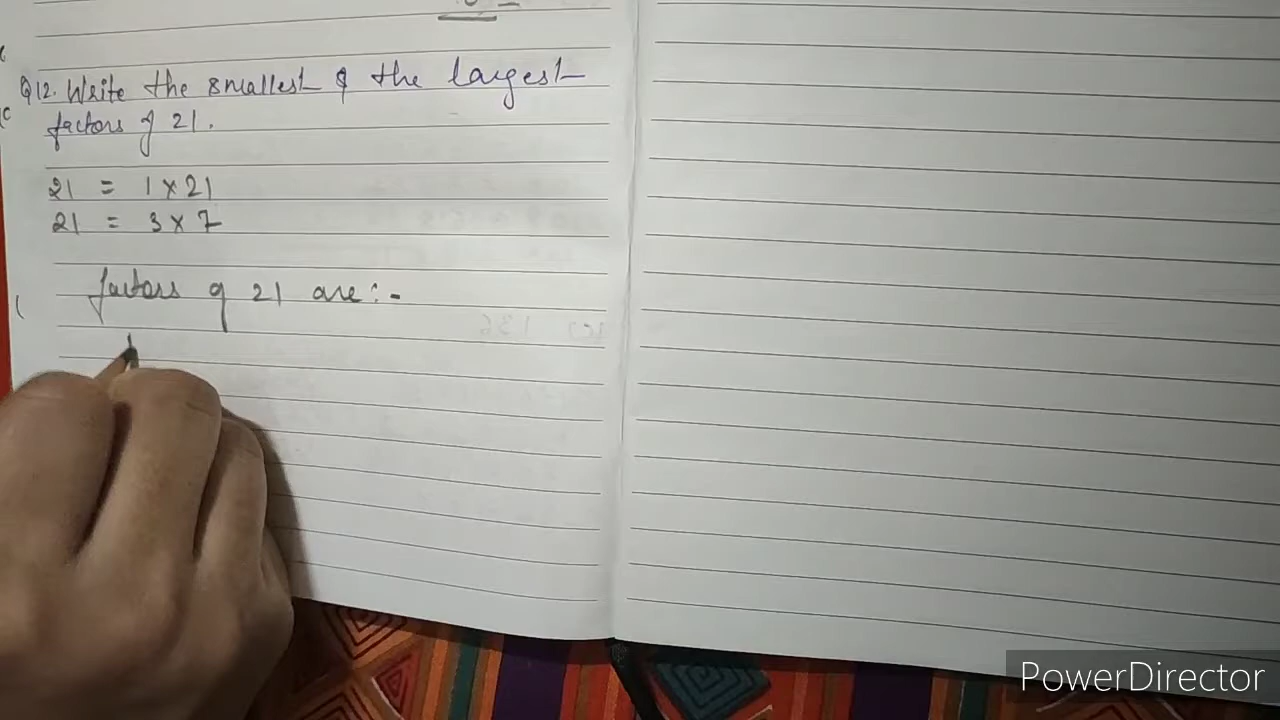 Q12. Write the smallest & the largest
factors of 21.
21 = 1 x 21
21 = 3 x 7
factors of 21 are :-
1
PowerDirector